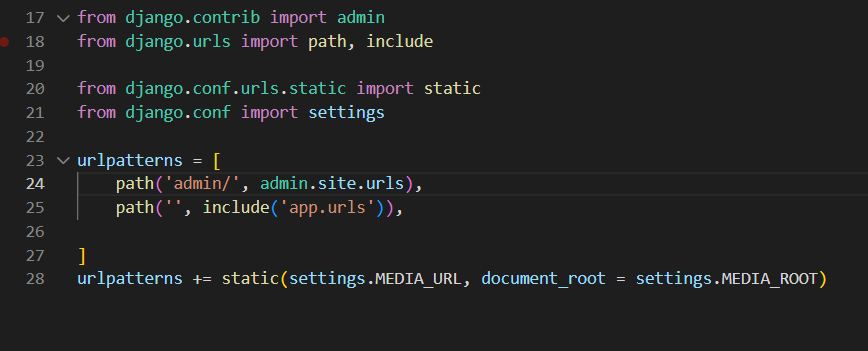 17 from django.contrib import admin
18 from django.urls import path, include
19
20 from django.conf.urls.static import static
21 from django.conf import settings
22
23 urlpatterns = [
24     path('admin/', admin.site.urls),
25     path('', include('app.urls')),
26
27 ]
28 urlpatterns += static(settings.MEDIA_URL, document_root = settings.MEDIA_ROOT)